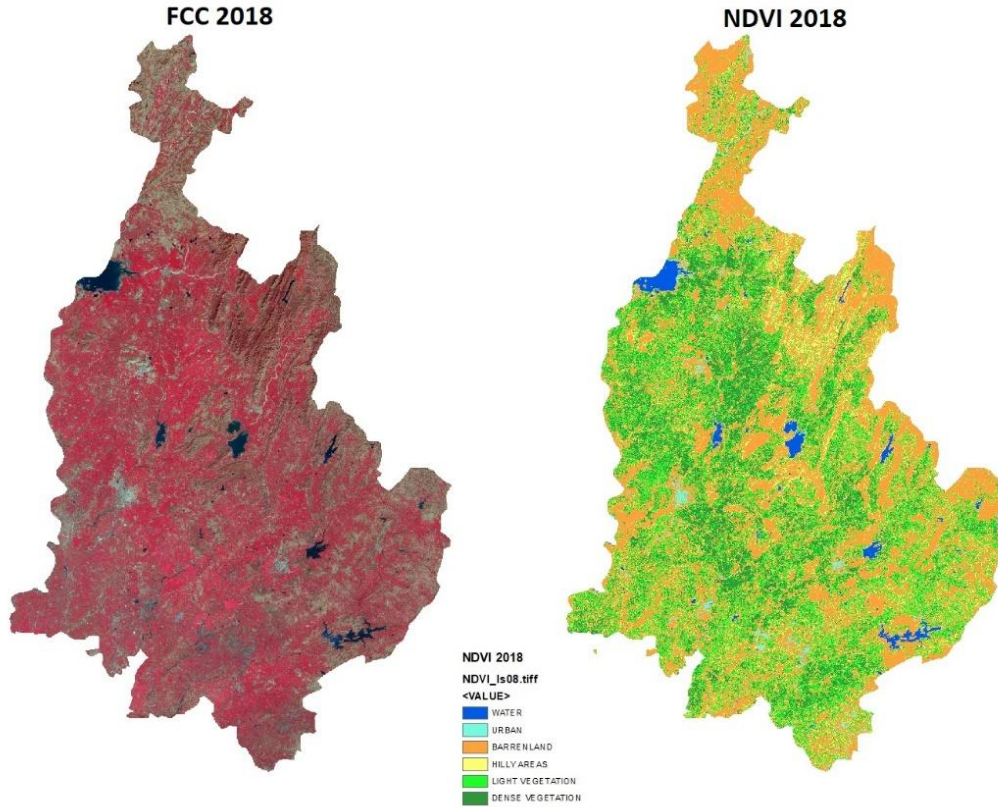 FCC 2018
NDVI 2018
NDVI 2018
NDVI_ls08.tiff
<VALUE>
WATER
URBAN
BARRENLAND
HILLY AREAS
LIGHT VEGETATION
DENSE VEGETATION